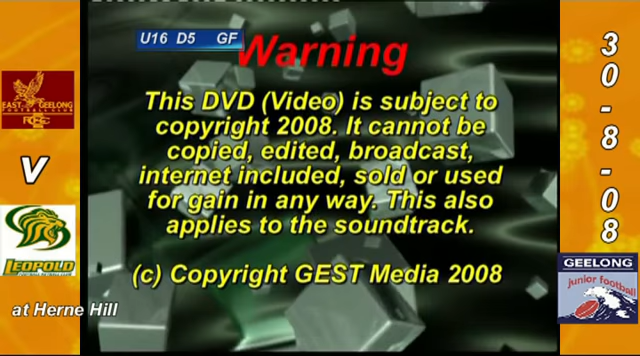 U16 D5 GF
Warning
This DVD (Video) is subject to
copyright 2008. It cannot be
copied, edited, broadcast,
internet included, sold or used
for gain in any way. This also
applies to the soundtrack.
(c) Copyright GEST Media 2008
EAST GEELONG
FOOTBALL CLUB
V
LEOPOLD
at Herne Hill
30-8-08
GEELONG
junior football